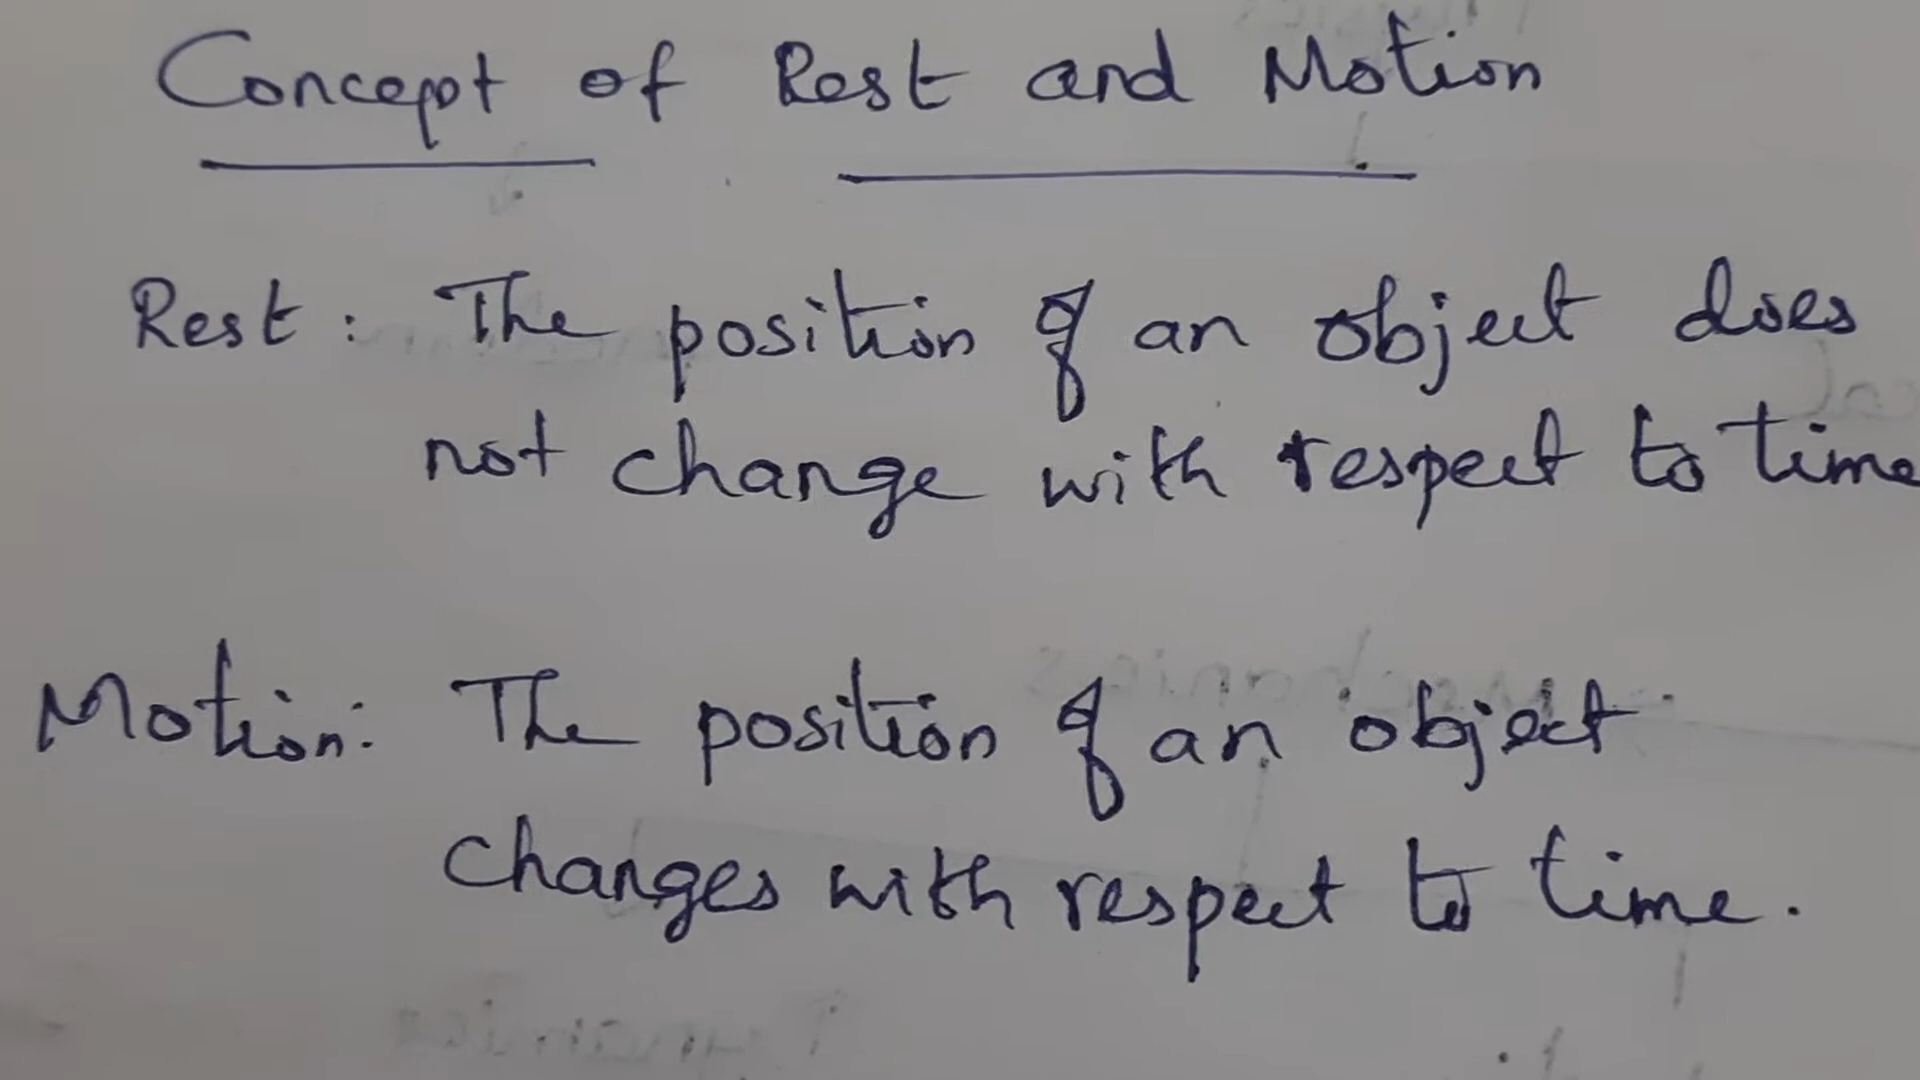 Concept of Rest and Motion
Rest: The position of an object does
not change with respect to time
Motion: The position of an object
changes with respect to time.